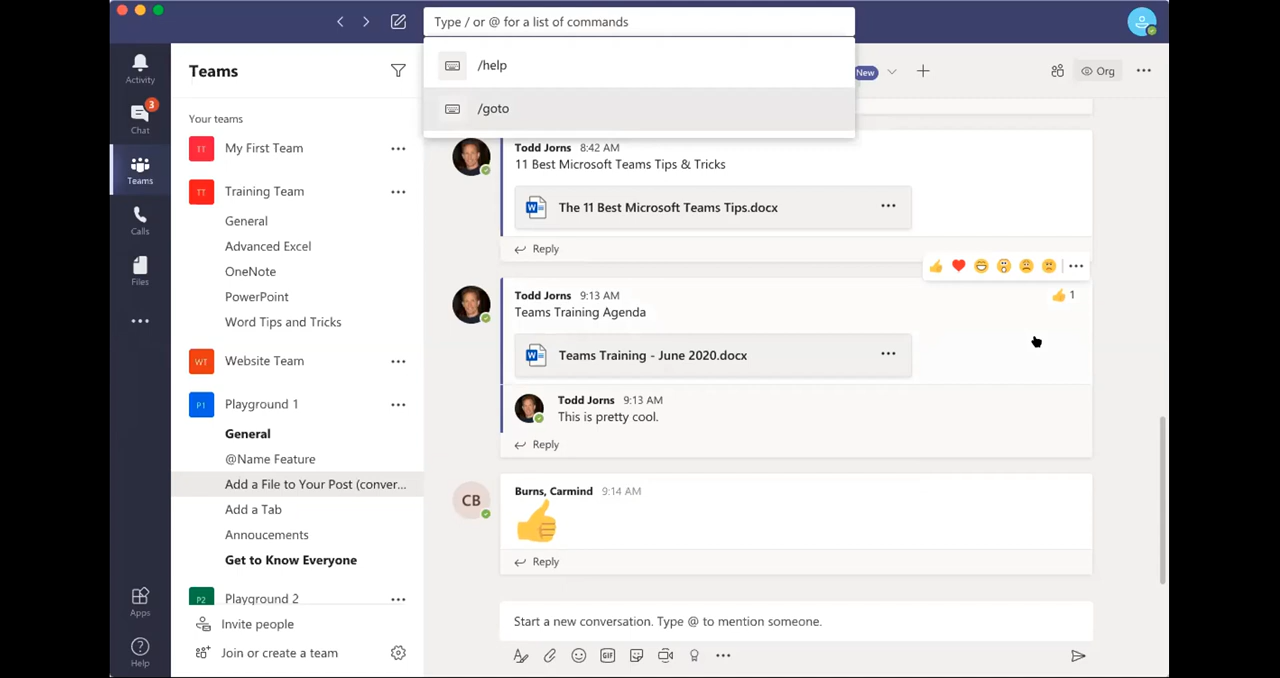 Type / or @ for a list of commands
/help
/goto
Activity
3
Chat
Teams
Calls
Files
Apps
Help
Teams
Your teams
TT My First Team
TT Training Team
General
Advanced Excel
OneNote
PowerPoint
Word Tips and Tricks
WT Website Team
P1 Playground 1
General
@Name Feature
Add a File to Your Post (conver...
Add a Tab
Annoucements
Get to Know Everyone
P2 Playground 2
Invite people
Join or create a team
New
Org
Todd Jorns 8:42 AM
11 Best Microsoft Teams Tips & Tricks
The 11 Best Microsoft Teams Tips.docx
Reply
Todd Jorns 9:13 AM
1
Teams Training Agenda
Teams Training - June 2020.docx
Todd Jorns 9:13 AM
This is pretty cool.
Reply
CB
Burns, Carmind 9:14 AM
Reply
Start a new conversation. Type @ to mention someone.
GIF